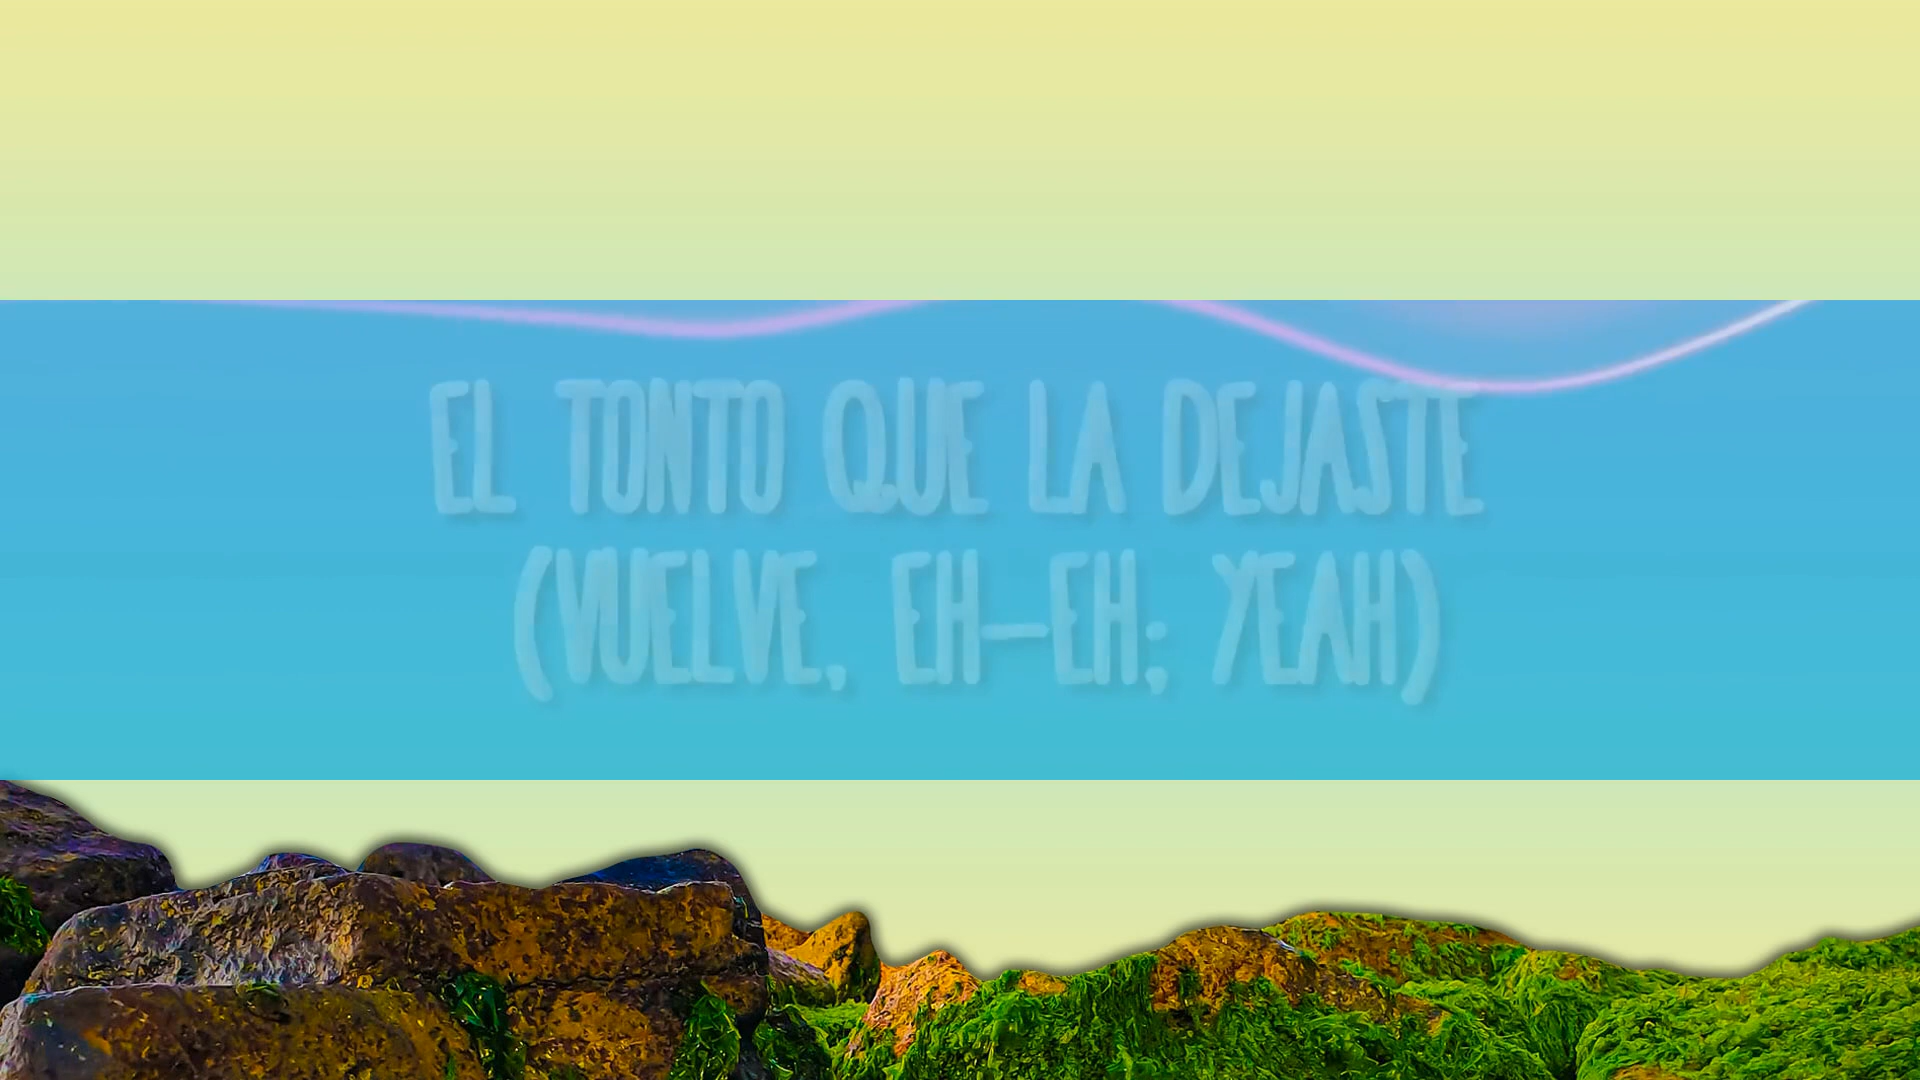 EL TONTO QUE LA DEJASTE
(VUELVE, EH-EH; YEAH)